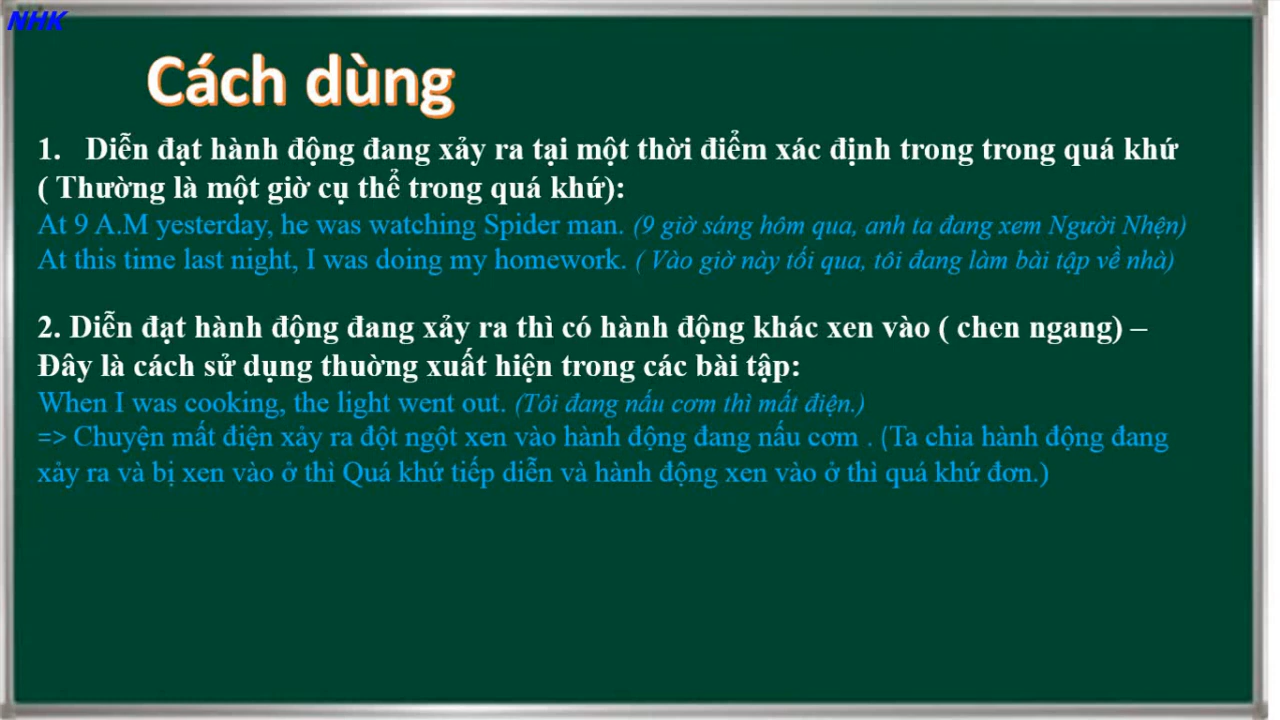 NHK
Cách dùng
1. Diễn đạt hành động đang xảy ra tại một thời điểm xác định trong trong quá khứ
( Thường là một giờ cụ thể trong quá khứ):
At 9 A.M yesterday, he was watching Spider man. (9 giờ sáng hôm qua, anh ta đang xem Người Nhện)
At this time last night, I was doing my homework. ( Vào giờ này tối qua, tôi đang làm bài tập về nhà)
2. Diễn đạt hành động đang xảy ra thì có hành động khác xen vào ( chen ngang) –
Đây là cách sử dụng thuờng xuất hiện trong các bài tập:
When I was cooking, the light went out. (Tôi đang nấu cơm thì mất điện.)
=> Chuyện mất điện xảy ra đột ngột xen vào hành động đang nấu cơm . (Ta chia hành động đang
xảy ra và bị xen vào ở thì Quá khứ tiếp diễn và hành động xen vào ở thì quá khứ đơn.)